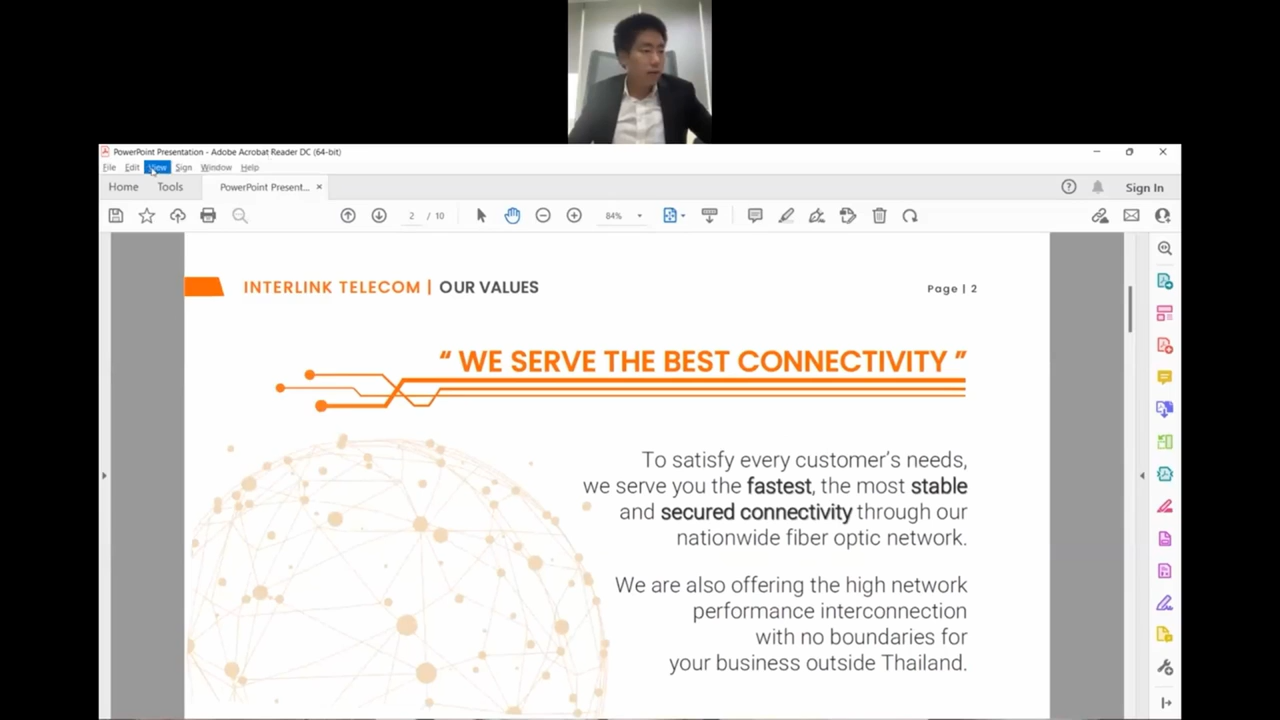 PowerPoint Presentation - Adobe Acrobat Reader DC (64-bit)
File Edit View Sign Window Help
Home Tools PowerPoint Present... Sign In
2 / 10 84%
INTERLINK TELECOM | OUR VALUES
Page | 2
“ WE SERVE THE BEST CONNECTIVITY ”
To satisfy every customer’s needs,
we serve you the fastest, the most stable
and secured connectivity through our
nationwide fiber optic network.
We are also offering the high network
performance interconnection
with no boundaries for
your business outside Thailand.